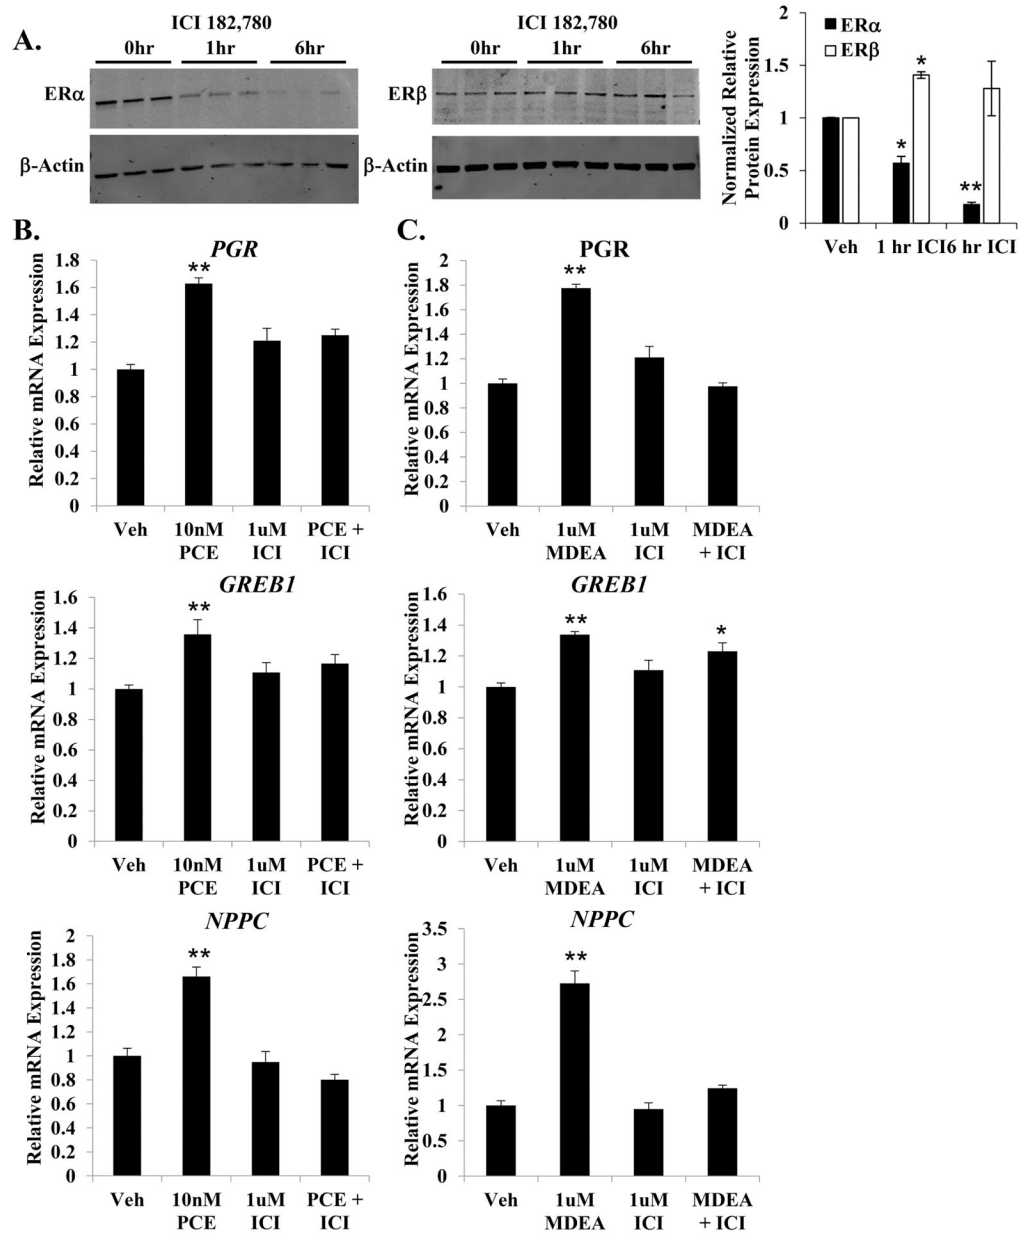 A.
ICI 182,780
0hr 1hr 6hr
ERα
β-Actin
ICI 182,780
0hr 1hr 6hr
ERβ
β-Actin
Normalized Relative
Protein Expression
2
1.5
1
0.5
0
ERα
ERβ
*
*
**
Veh 1 hr ICI6 hr ICI
B.
PGR
Relative mRNA Expression
1.8
1.6
1.4
1.2
1
0.8
0.6
0.4
0.2
0
**
Veh 10nM 1uM PCE +
PCE ICI ICI
GREB1
Relative mRNA Expression
1.6
1.4
1.2
1
0.8
0.6
0.4
0.2
0
**
Veh 10nM 1uM PCE +
PCE ICI ICI
NPPC
Relative mRNA Expression
2
1.8
1.6
1.4
1.2
1
0.8
0.6
0.4
0.2
0
**
Veh 10nM 1uM PCE +
PCE ICI ICI
C.
PGR
Relative mRNA Expression
2
1.8
1.6
1.4
1.2
1
0.8
0.6
0.4
0.2
0
**
Veh 1uM 1uM MDEA
MDEA ICI + ICI
GREB1
Relative mRNA Expression
1.6
1.4
1.2
1
0.8
0.6
0.4
0.2
0
**
*
Veh 1uM 1uM MDEA
MDEA ICI + ICI
NPPC
Relative mRNA Expression
3.5
3
2.5
2
1.5
1
0.5
0
**
Veh 1uM 1uM MDEA
MDEA ICI + ICI